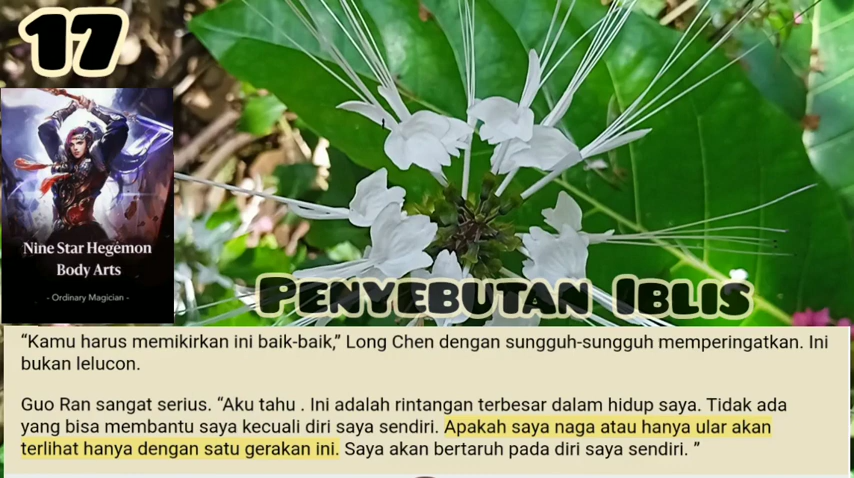 17
Nine Star Hegemon
Body Arts
- Ordinary Magician -
Penyebutan Iblis
“Kamu harus memikirkan ini baik-baik,” Long Chen dengan sungguh-sungguh memperingatkan. Ini
bukan lelucon.
Guo Ran sangat serius. “Aku tahu . Ini adalah rintangan terbesar dalam hidup saya. Tidak ada
yang bisa membantu saya kecuali diri saya sendiri. Apakah saya naga atau hanya ular akan
terlihat hanya dengan satu gerakan ini. Saya akan bertaruh pada diri saya sendiri. ”